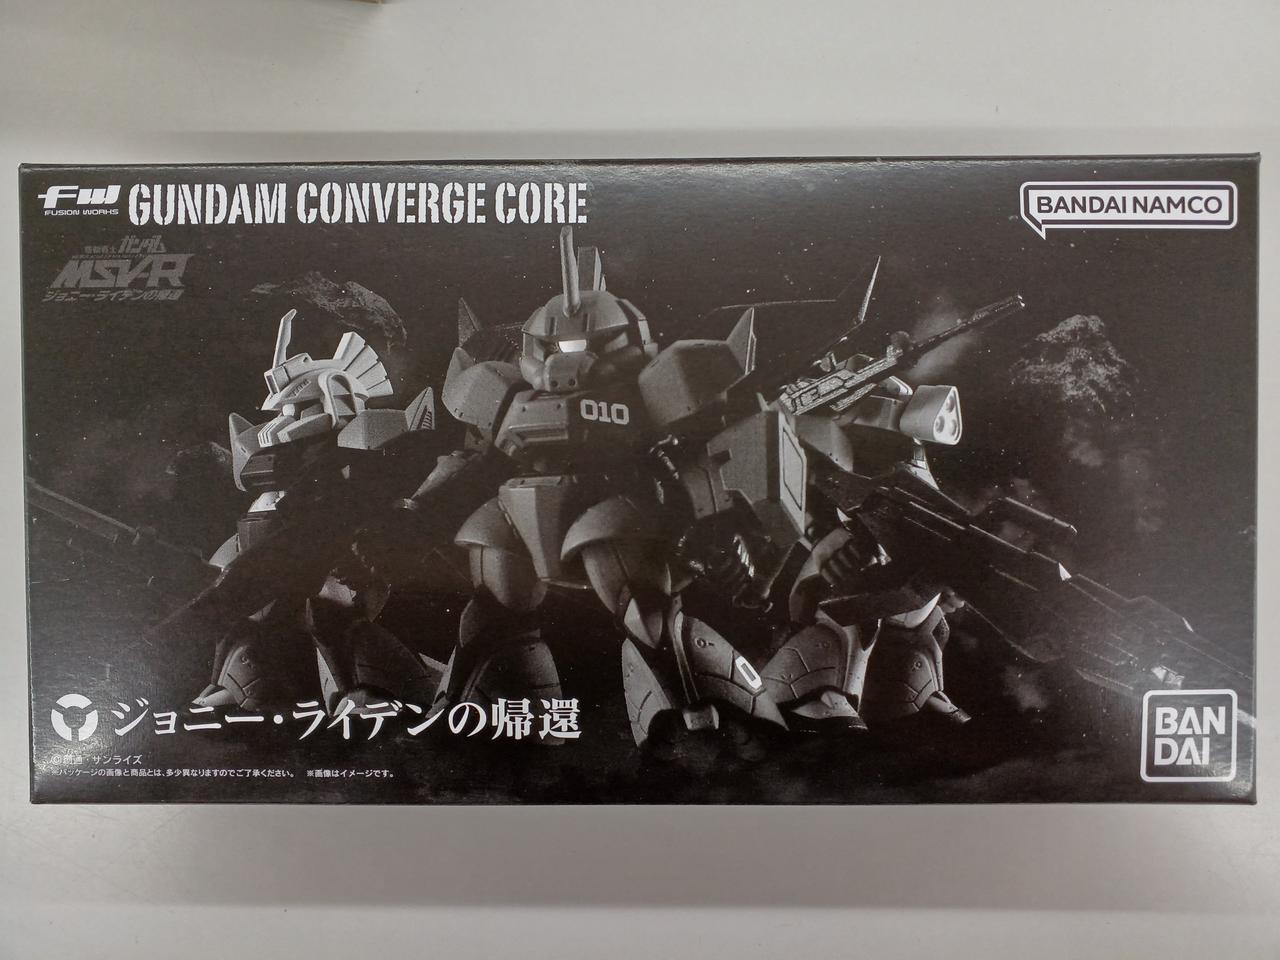 FW
FUSION WORKS
GUNDAM CONVERGE CORE
BANDAI NAMCO
機動戦士ガンダム
MSV-R
ジョニー・ライデンの帰還
010
ジョニー・ライデンの帰還
©創通・サンライズ
※パッケージの画像と商品とは、多少異なりますのでご了承ください。 ※画像はイメージです。
BAN
DAI